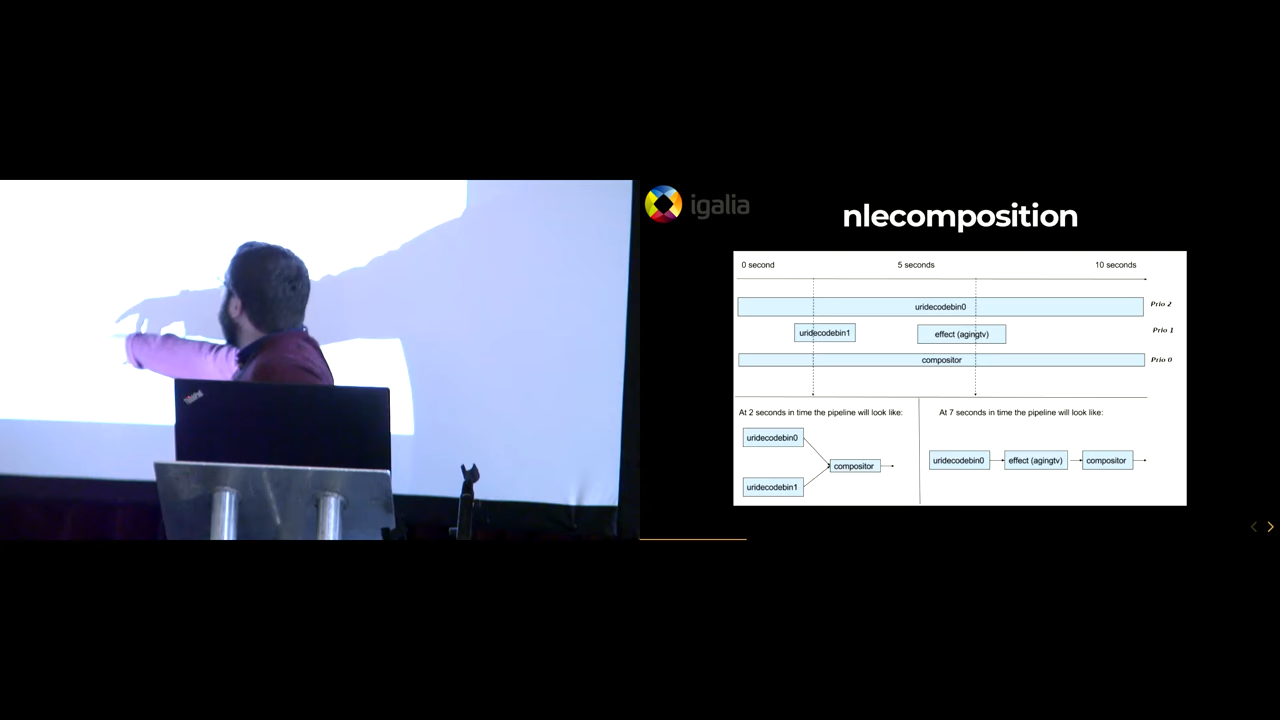 igalia
nlecomposition
0 second 5 seconds 10 seconds
uridecodebin0 Prio 2
uridecodebin1 effect (agingtv) Prio 1
compositor Prio 0
At 2 seconds in time the pipeline will look like: At 7 seconds in time the pipeline will look like:
uridecodebin0
uridecodebin0 effect (agingtv) compositor
compositor
uridecodebin1
ThinkPad